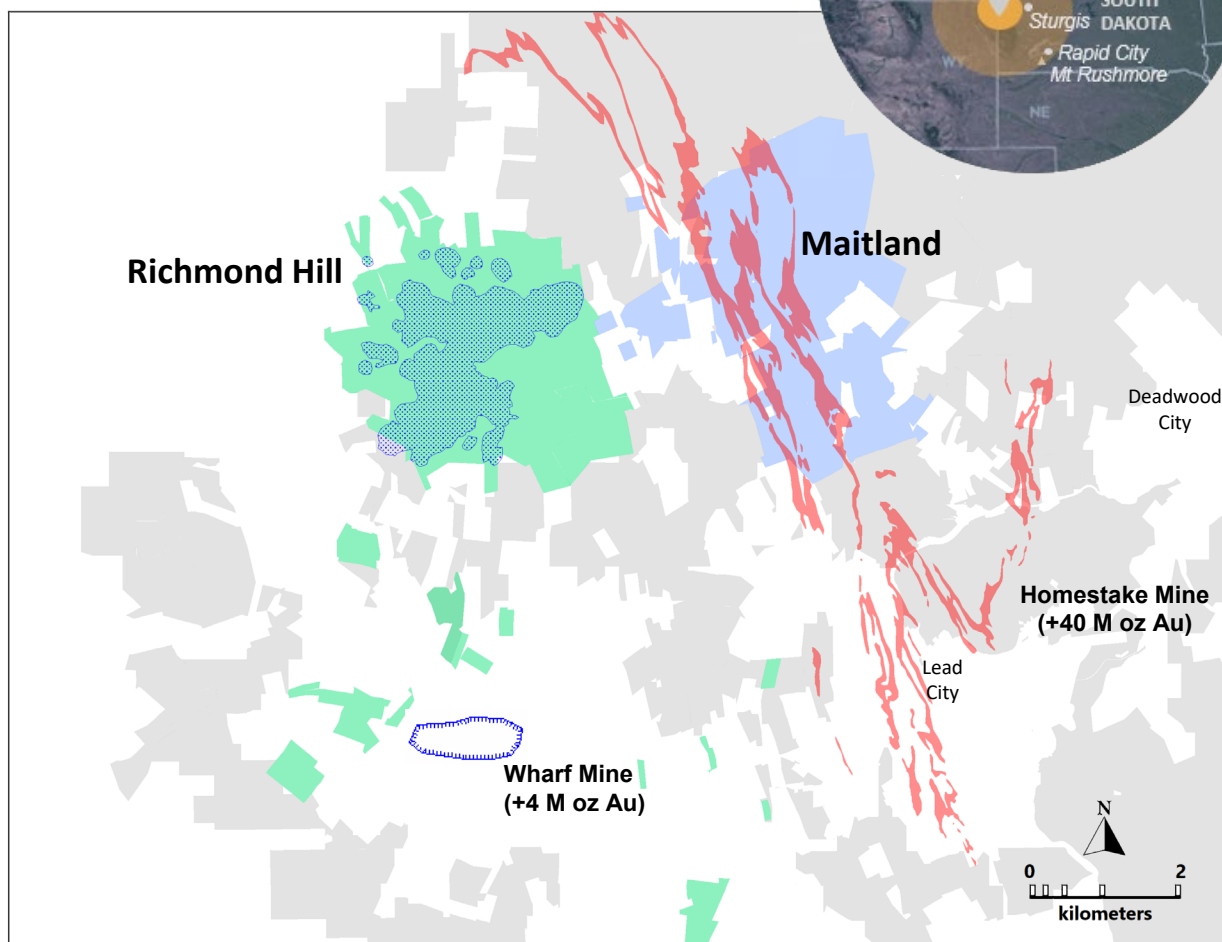 SOUTH
Sturgis DAKOTA
WY
Rapid City
Mt Rushmore
NE
Richmond Hill
Maitland
Deadwood
City
Homestake Mine
(+40 M oz Au)
Lead
City
Wharf Mine
(+4 M oz Au)
N
0 2
kilometers